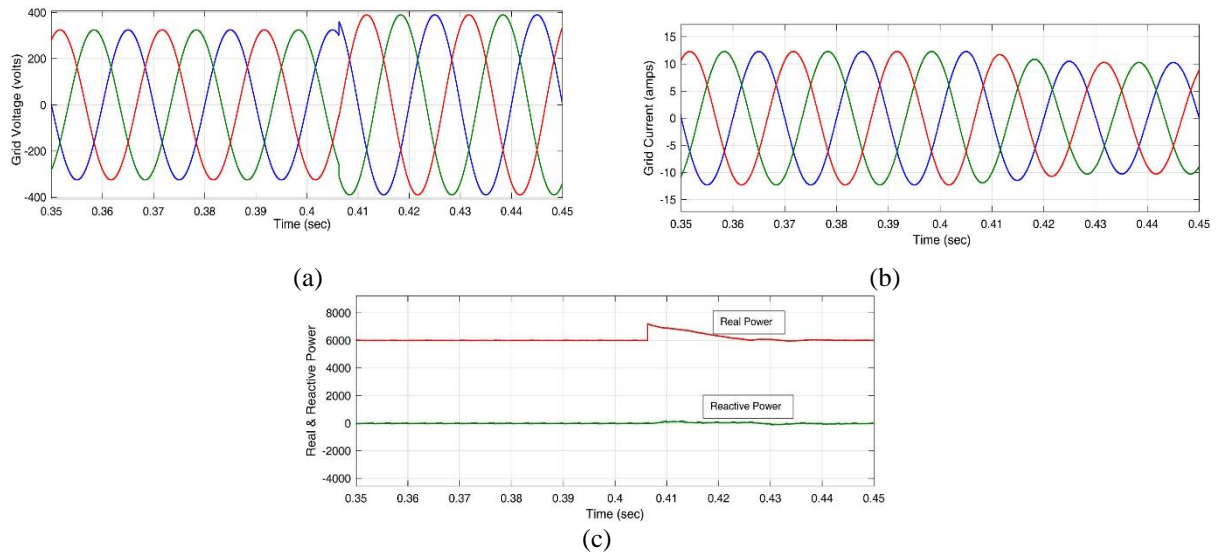 Grid Voltage (volts)
400
200
0
-200
-400
0.35 0.36 0.37 0.38 0.39 0.4 0.41 0.42 0.43 0.44 0.45
Time (sec)
(a)
Grid Current (amps)
15
10
5
0
-5
-10
-15
0.35 0.36 0.37 0.38 0.39 0.4 0.41 0.42 0.43 0.44 0.45
Time (sec)
(b)
Real & Reactive Power
8000
6000
4000
2000
0
-2000
-4000
Real Power
Reactive Power
0.35 0.36 0.37 0.38 0.39 0.4 0.41 0.42 0.43 0.44 0.45
Time (sec)
(c)